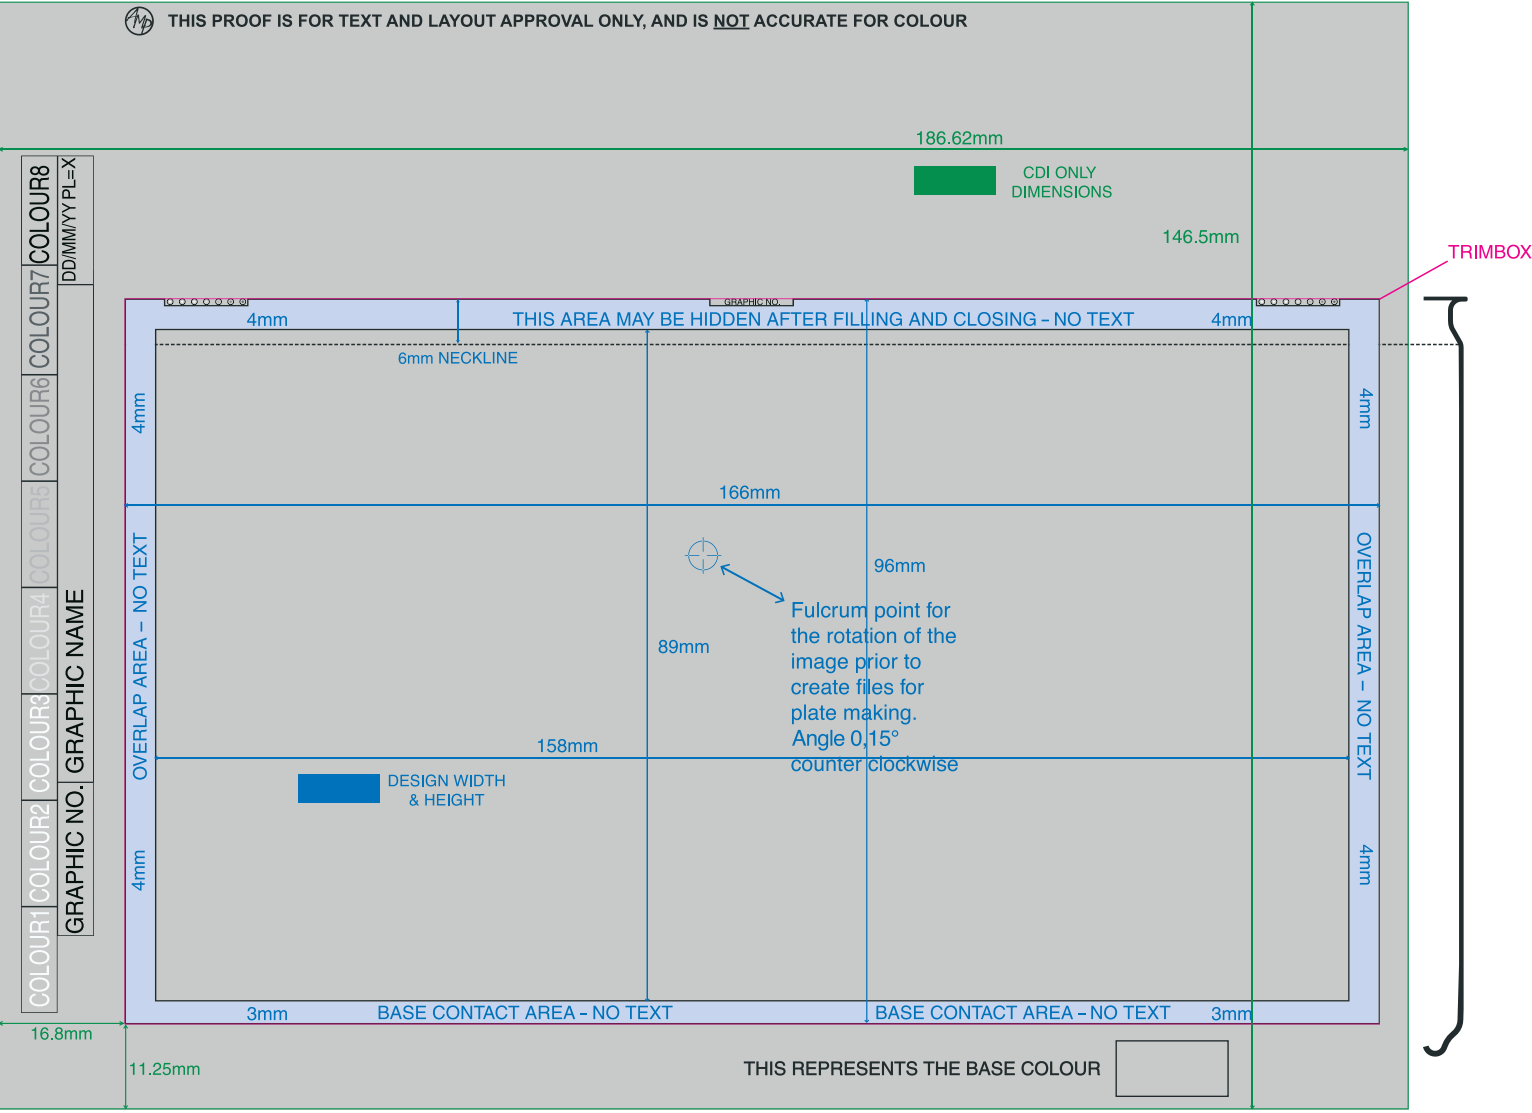 AMP
THIS PROOF IS FOR TEXT AND LAYOUT APPROVAL ONLY, AND IS NOT ACCURATE FOR COLOUR
186.62mm
CDI ONLY
DIMENSIONS
146.5mm
TRIMBOX
COLOUR8
COLOUR7
COLOUR6
COLOUR5
COLOUR4
COLOUR3
COLOUR2
COLOUR1
DD/MM/YY PL=X
GRAPHIC NAME
GRAPHIC NO.
GRAPHIC NO.
4mm
THIS AREA MAY BE HIDDEN AFTER FILLING AND CLOSING – NO TEXT
4mm
6mm NECKLINE
4mm
4mm
166mm
OVERLAP AREA – NO TEXT
OVERLAP AREA – NO TEXT
96mm
Fulcrum point for
the rotation of the
image prior to
create files for
plate making.
Angle 0,15°
counter clockwise
89mm
158mm
DESIGN WIDTH
& HEIGHT
4mm
4mm
3mm
BASE CONTACT AREA – NO TEXT
BASE CONTACT AREA – NO TEXT
3mm
16.8mm
11.25mm
THIS REPRESENTS THE BASE COLOUR